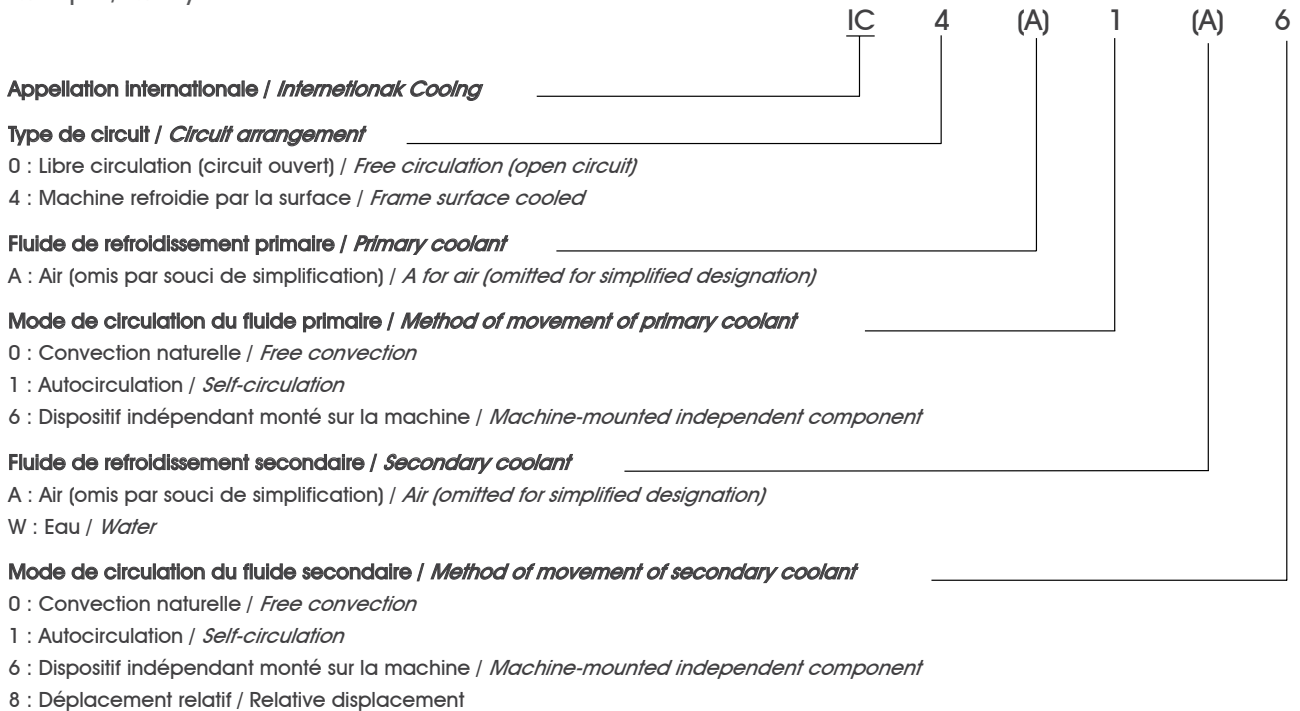 IC 4 (A) 1 (A) 6
Appellation internationale / Internetionak Coolng
Type de circuit / Circuit arrangement
0 : Libre circulation (circuit ouvert) / Free circulation (open circuit)
4 : Machine refroidie par la surface / Frame surface cooled
Fluide de refroidissement primaire / Primary coolant
A : Air (omis par souci de simplification) / A for air (omitted for simplified designation)
Mode de circulation du fluide primaire / Method of movement of primary coolant
0 : Convection naturelle / Free convection
1 : Autocirculation / Self-circulation
6 : Dispositif indépendant monté sur la machine / Machine-mounted independent component
Fluide de refroidissement secondaire / Secondary coolant
A : Air (omis par souci de simplification) / Air (omitted for simplified designation)
W : Eau / Water
Mode de circulation du fluide secondaire / Method of movement of secondary coolant
0 : Convection naturelle / Free convection
1 : Autocirculation / Self-circulation
6 : Dispositif indépendant monté sur la machine / Machine-mounted independent component
8 : Déplacement relatif / Relative displacement